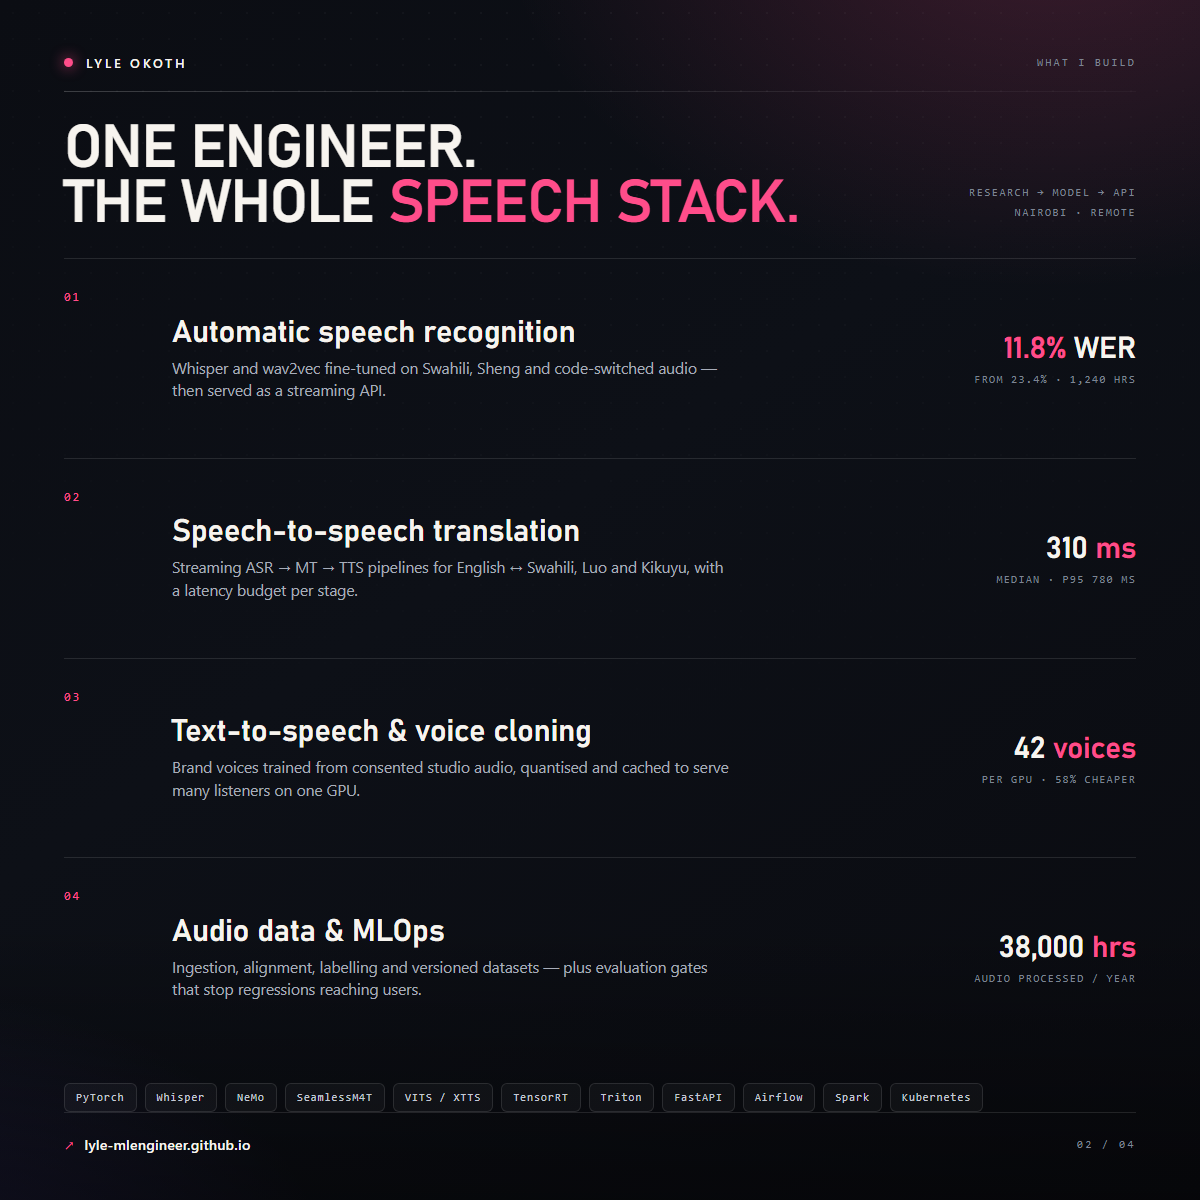 LYLE OKOTH
WHAT I BUILD
ONE ENGINEER.
THE WHOLE SPEECH STACK.
RESEARCH → MODEL → API
NAIROBI · REMOTE
01
Automatic speech recognition
Whisper and wav2vec fine-tuned on Swahili, Sheng and code-switched audio —
then served as a streaming API.
11.8% WER
FROM 23.4% · 1,240 HRS
02
Speech-to-speech translation
Streaming ASR → MT → TTS pipelines for English ↔ Swahili, Luo and Kikuyu, with
a latency budget per stage.
310 ms
MEDIAN · P95 780 MS
03
Text-to-speech & voice cloning
Brand voices trained from consented studio audio, quantised and cached to serve
many listeners on one GPU.
42 voices
PER GPU · 58% CHEAPER
04
Audio data & MLOps
Ingestion, alignment, labelling and versioned datasets — plus evaluation gates
that stop regressions reaching users.
38,000 hrs
AUDIO PROCESSED / YEAR
PyTorch Whisper NeMo SeamlessM4T VITS / XTTS TensorRT Triton FastAPI Airflow Spark Kubernetes
↗ lyle-mlengineer.github.io
02 / 04